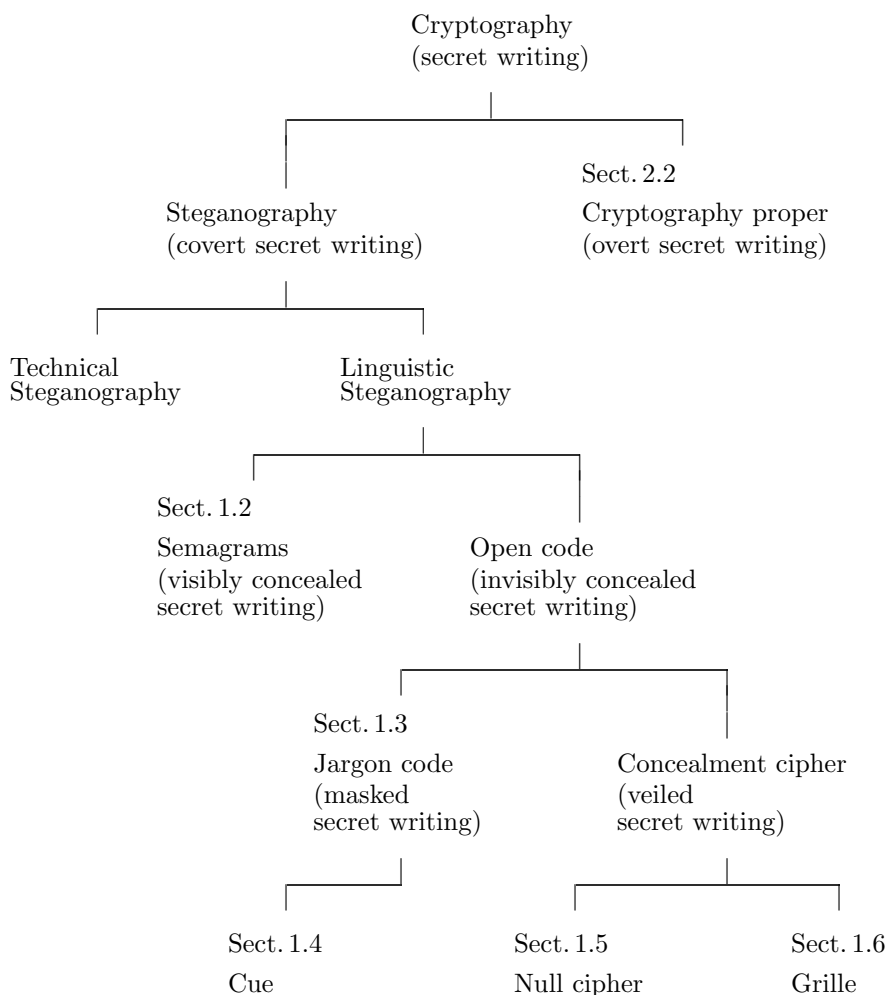 Cryptography
(secret writing)
Sect. 2.2
Steganography
(covert secret writing)
Cryptography proper
(overt secret writing)
Technical
Steganography
Linguistic
Steganography
Sect. 1.2
Semagrams
(visibly concealed
secret writing)
Open code
(invisibly concealed
secret writing)
Sect. 1.3
Jargon code
(masked
secret writing)
Concealment cipher
(veiled
secret writing)
Sect. 1.4
Cue
Sect. 1.5
Null cipher
Sect. 1.6
Grille